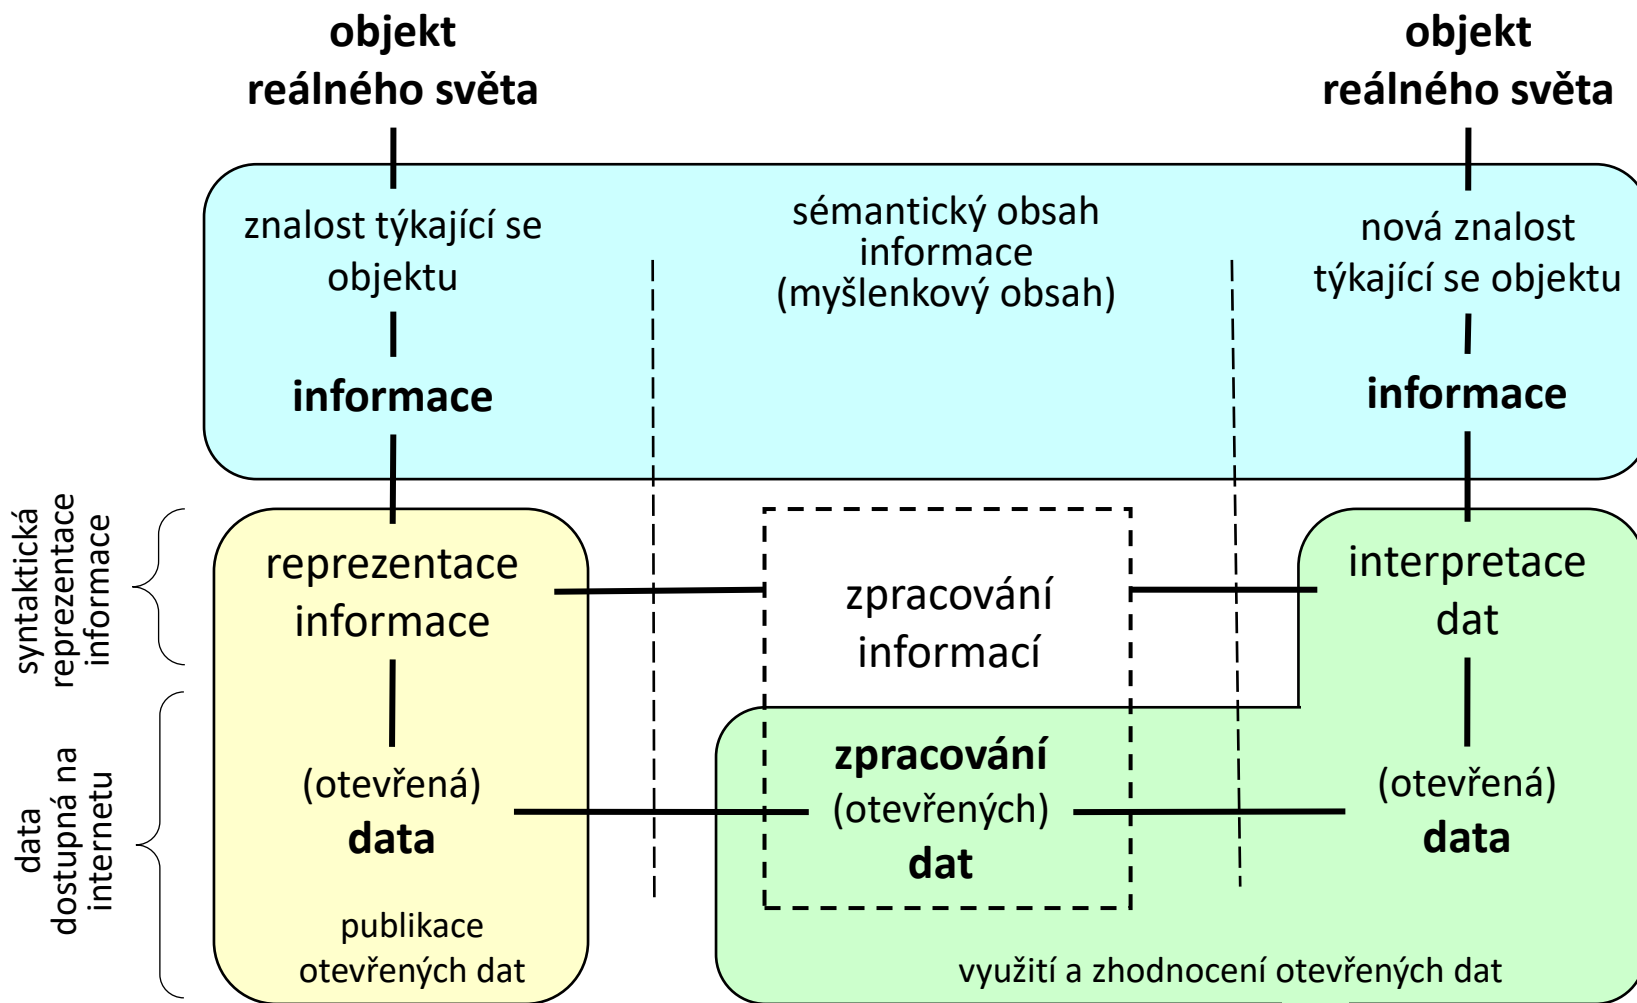 objekt
reálného světa
objekt
reálného světa
znalost týkající se
objektu
sémantický obsah
informace
(myšlenkový obsah)
nová znalost
týkající se objektu
informace
informace
syntaktická
reprezentace
informace
reprezentace
informace
zpracování
informací
interpretace
dat
data
dostupná na
internetu
(otevřená)
data
zpracování
(otevřených)
dat
(otevřená)
data
publikace
otevřených dat
využití a zhodnocení otevřených dat